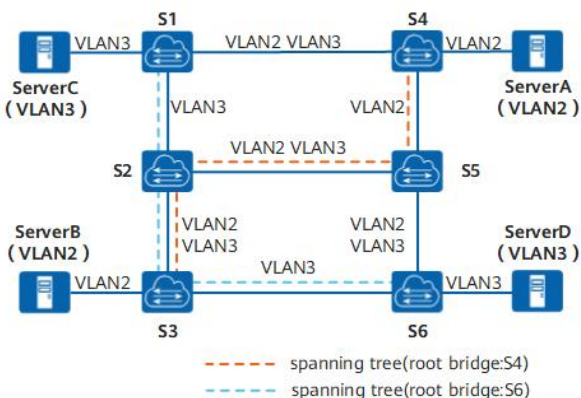 S1
S4
VLAN3
VLAN2 VLAN3
VLAN2
ServerC
( VLAN3 )
ServerA
( VLAN2 )
VLAN3
VLAN2
VLAN2 VLAN3
S2
S5
ServerB
( VLAN2 )
VLAN2
VLAN3
VLAN2
VLAN3
ServerD
( VLAN3 )
VLAN2
VLAN3
VLAN3
S3
S6
spanning tree(root bridge:S4)
spanning tree(root bridge:S6)